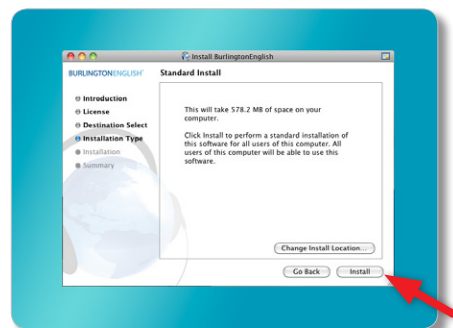 Install BurlingtonEnglish
BURLINGTONENGLISH
Standard Install
Introduction
License
Destination Select
Installation Type
Installation
Summary
This will take 578.2 MB of space on your
computer.
Click Install to perform a standard installation of
this software for all users of this computer. All
users of this computer will be able to use this
software.
Change Install Location...
Go Back Install